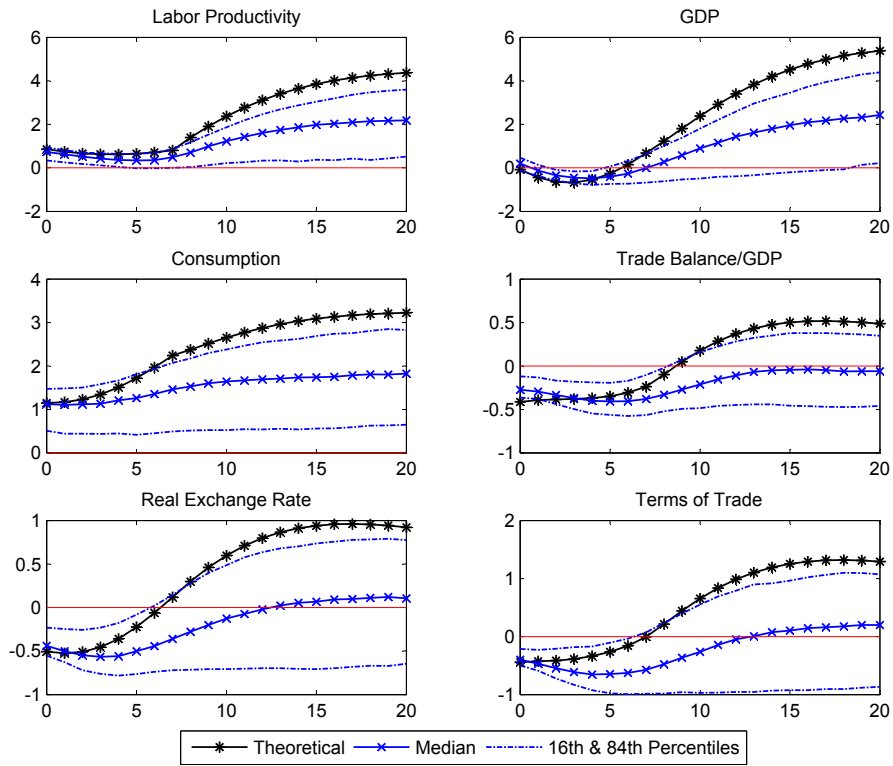 Labor Productivity
6
4
2
0
-2
0 5 10 15 20
GDP
6
4
2
0
-2
0 5 10 15 20
Consumption
4
3
2
1
0
0 5 10 15 20
Trade Balance/GDP
1
0.5
0
-0.5
-1
0 5 10 15 20
Real Exchange Rate
1
0.5
0
-0.5
-1
0 5 10 15 20
Terms of Trade
2
1
0
-1
0 5 10 15 20
Theoretical Median 16th & 84th Percentiles